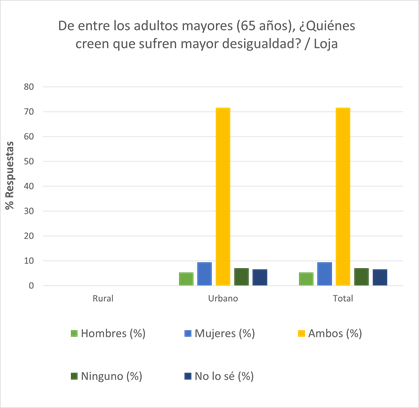 De entre los adultos mayores (65 años), ¿Quiénes
creen que sufren mayor desigualdad? / Loja
% Respuestas
80
70
60
50
40
30
20
10
0
Rural
Urbano
Total
Hombres (%)
Mujeres (%)
Ambos (%)
Ninguno (%)
No lo sé (%)